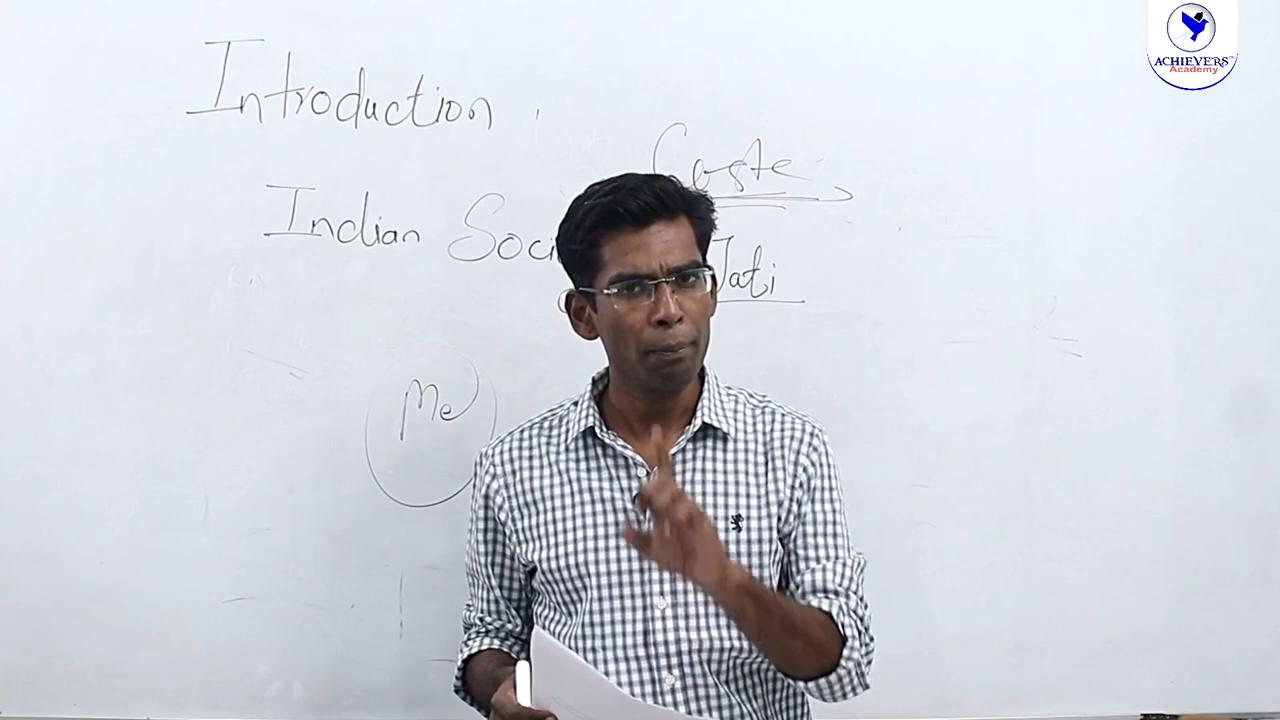 Introduction
Caste
Indian Soci
Jati
Me
ACHIEVERS
Academy